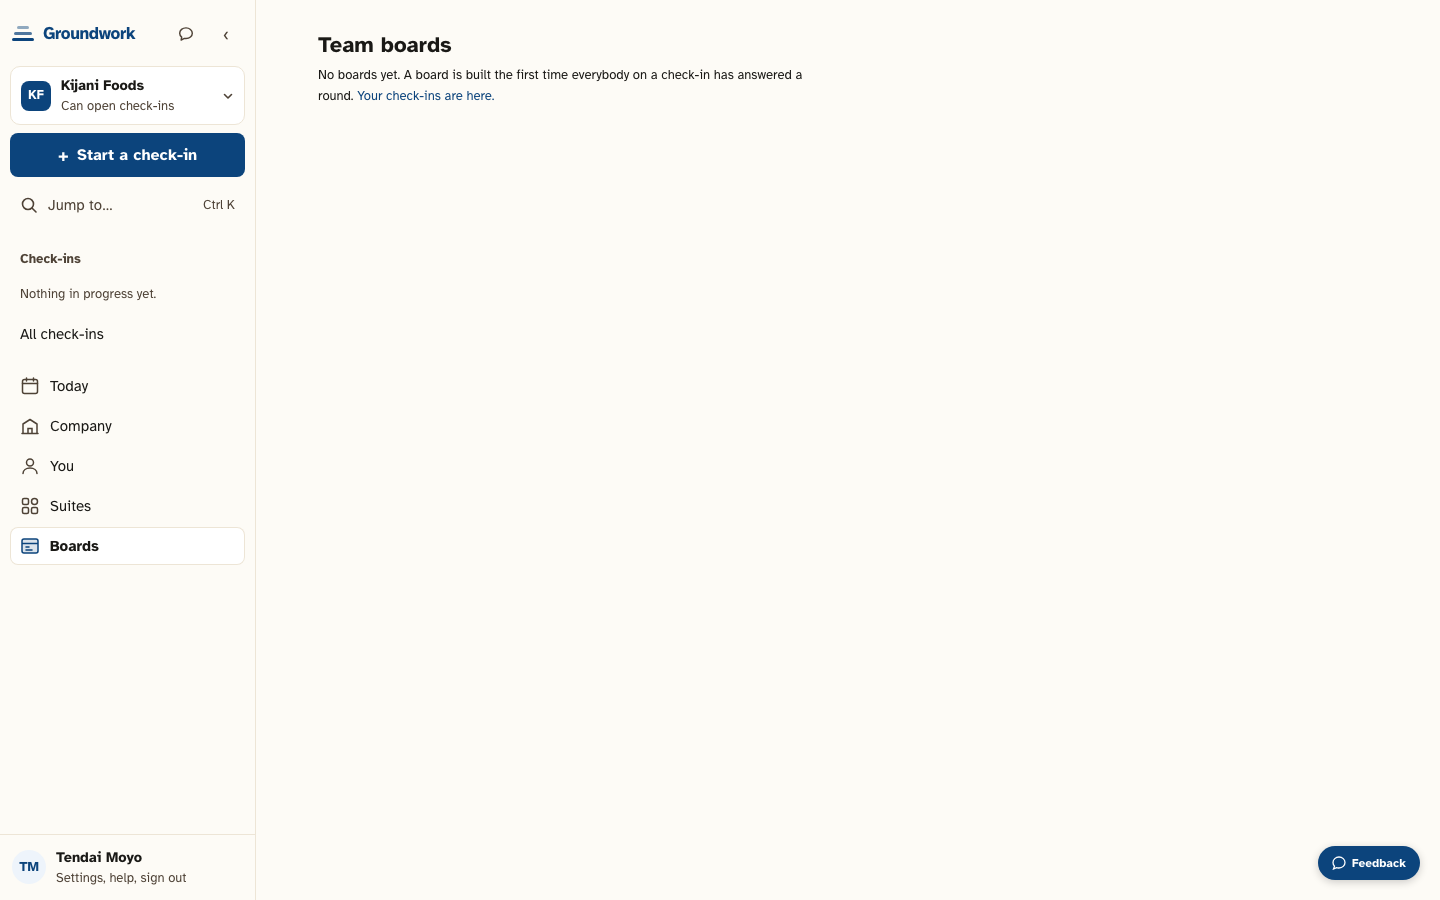 Groundwork
KF
Kijani Foods
Can open check-ins
+ Start a check-in
Jump to...
Ctrl K
Check-ins
Nothing in progress yet.
All check-ins
Today
Company
You
Suites
Boards
TM
Tendai Moyo
Settings, help, sign out
Team boards
No boards yet. A board is built the first time everybody on a check-in has answered a
round. Your check-ins are here.
Feedback